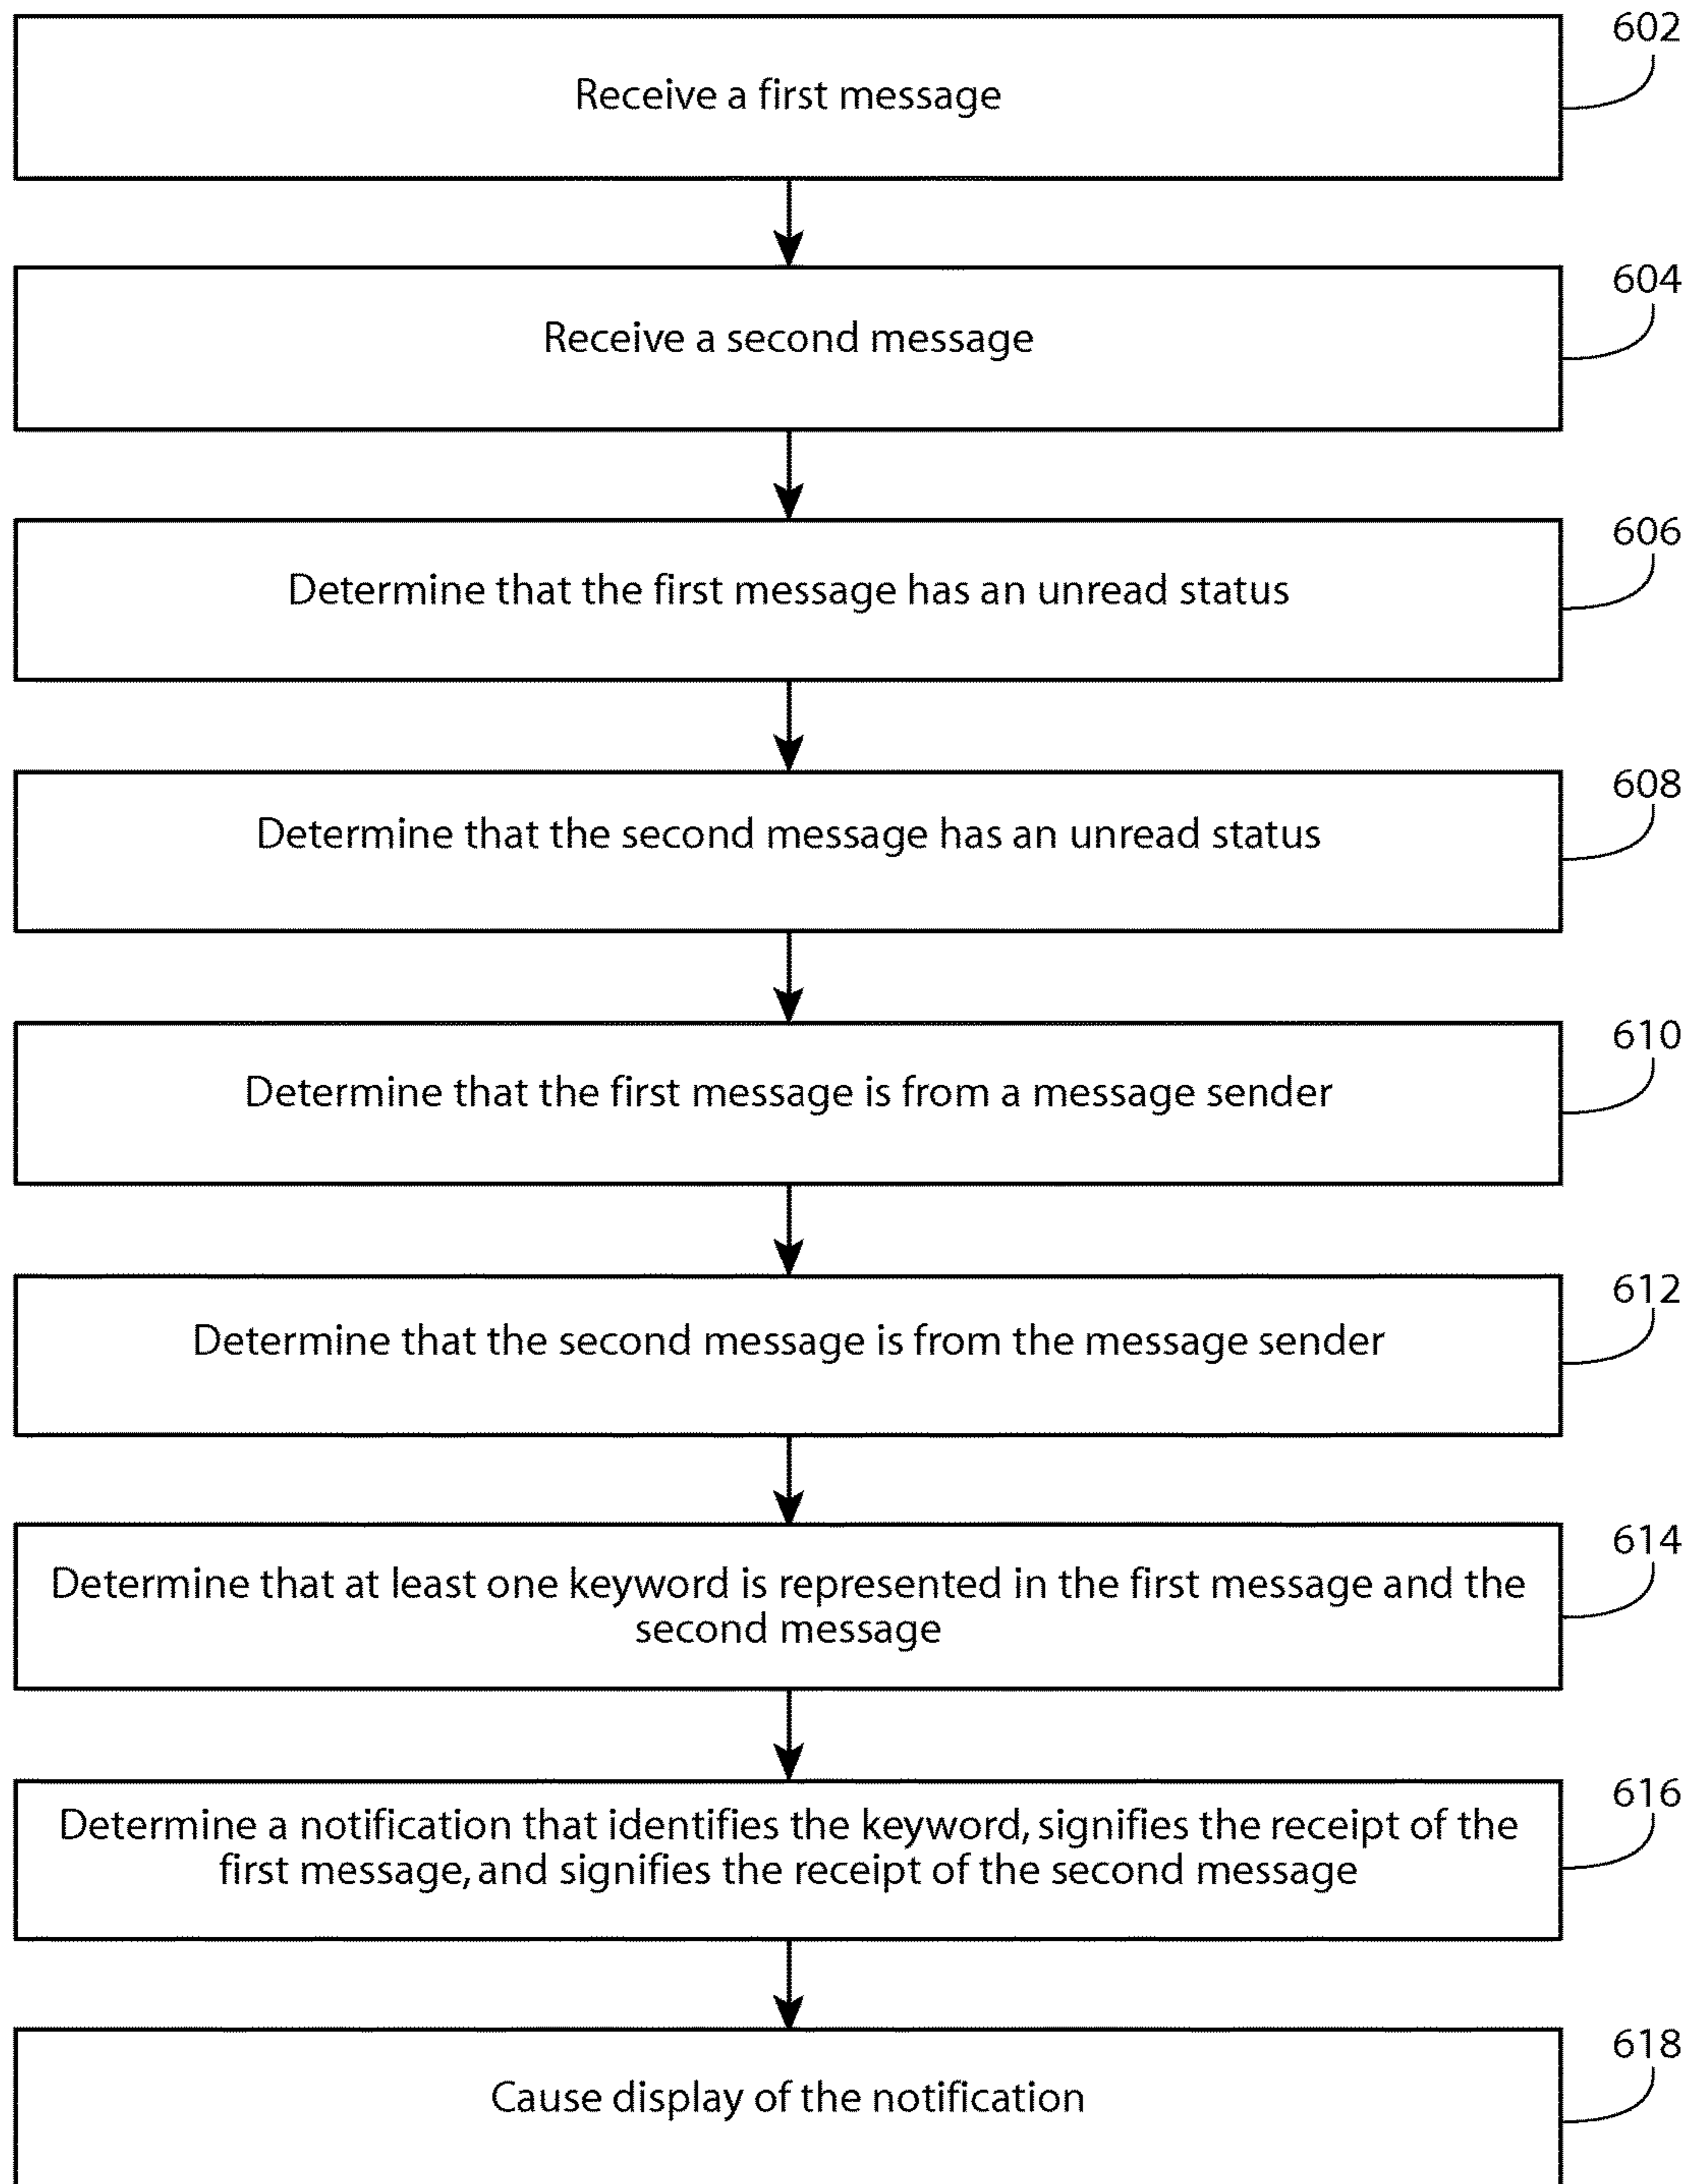 602
Receive a first message
604
Receive a second message
606
Determine that the first message has an unread status
608
Determine that the second message has an unread status
610
Determine that the first message is from a message sender
612
Determine that the second message is from the message sender
614
Determine that at least one keyword is represented in the first message and the
second message
616
Determine a notification that identifies the keyword, signifies the receipt of the
first message, and signifies the receipt of the second message
618
Cause display of the notification